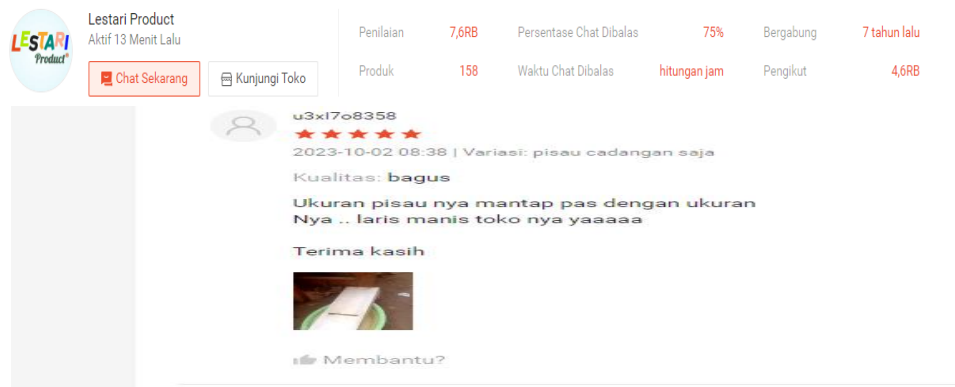 LESTARI
Product
Lestari Product
Aktif 13 Menit Lalu
Chat Sekarang
Kunjungi Toko
Penilaian 7,6RB
Persentase Chat Dibalas 75%
Bergabung 7 tahun lalu
Produk 158
Waktu Chat Dibalas hitungan jam
Pengikut 4,6RB
u3xl7o8358
2023-10-02 08:38 | Variasi: pisau cadangan saja
Kualitas: bagus
Ukuran pisau nya mantap pas dengan ukuran
Nya .. laris manis toko nya yaaaaa
Terima kasih
Membantu?